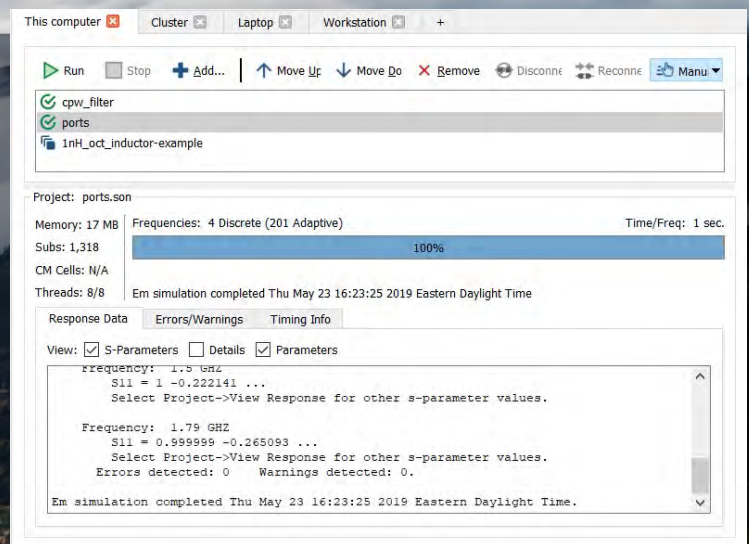 This computer Cluster Laptop Workstation +
Run Stop Add... Move Up Move Do Remove Disconne Reconne Manu
cpw_filter
ports
1nH_oct_inductor-example
Project: ports.son
Memory: 17 MB Frequencies: 4 Discrete (201 Adaptive) Time/Freq: 1 sec.
Subs: 1,318 100%
CM Cells: N/A
Threads: 8/8 Em simulation completed Thu May 23 16:23:25 2019 Eastern Daylight Time
Response Data Errors/Warnings Timing Info
View: S-Parameters Details Parameters
Frequency: 1.5 GHZ
S11 = 1 -0.222141 ...
Select Project->View Response for other s-parameter values.
Frequency: 1.79 GHZ
S11 = 0.999999 -0.265093 ...
Select Project->View Response for other s-parameter values.
Errors detected: 0 Warnings detected: 0.
Em simulation completed Thu May 23 16:23:25 2019 Eastern Daylight Time.